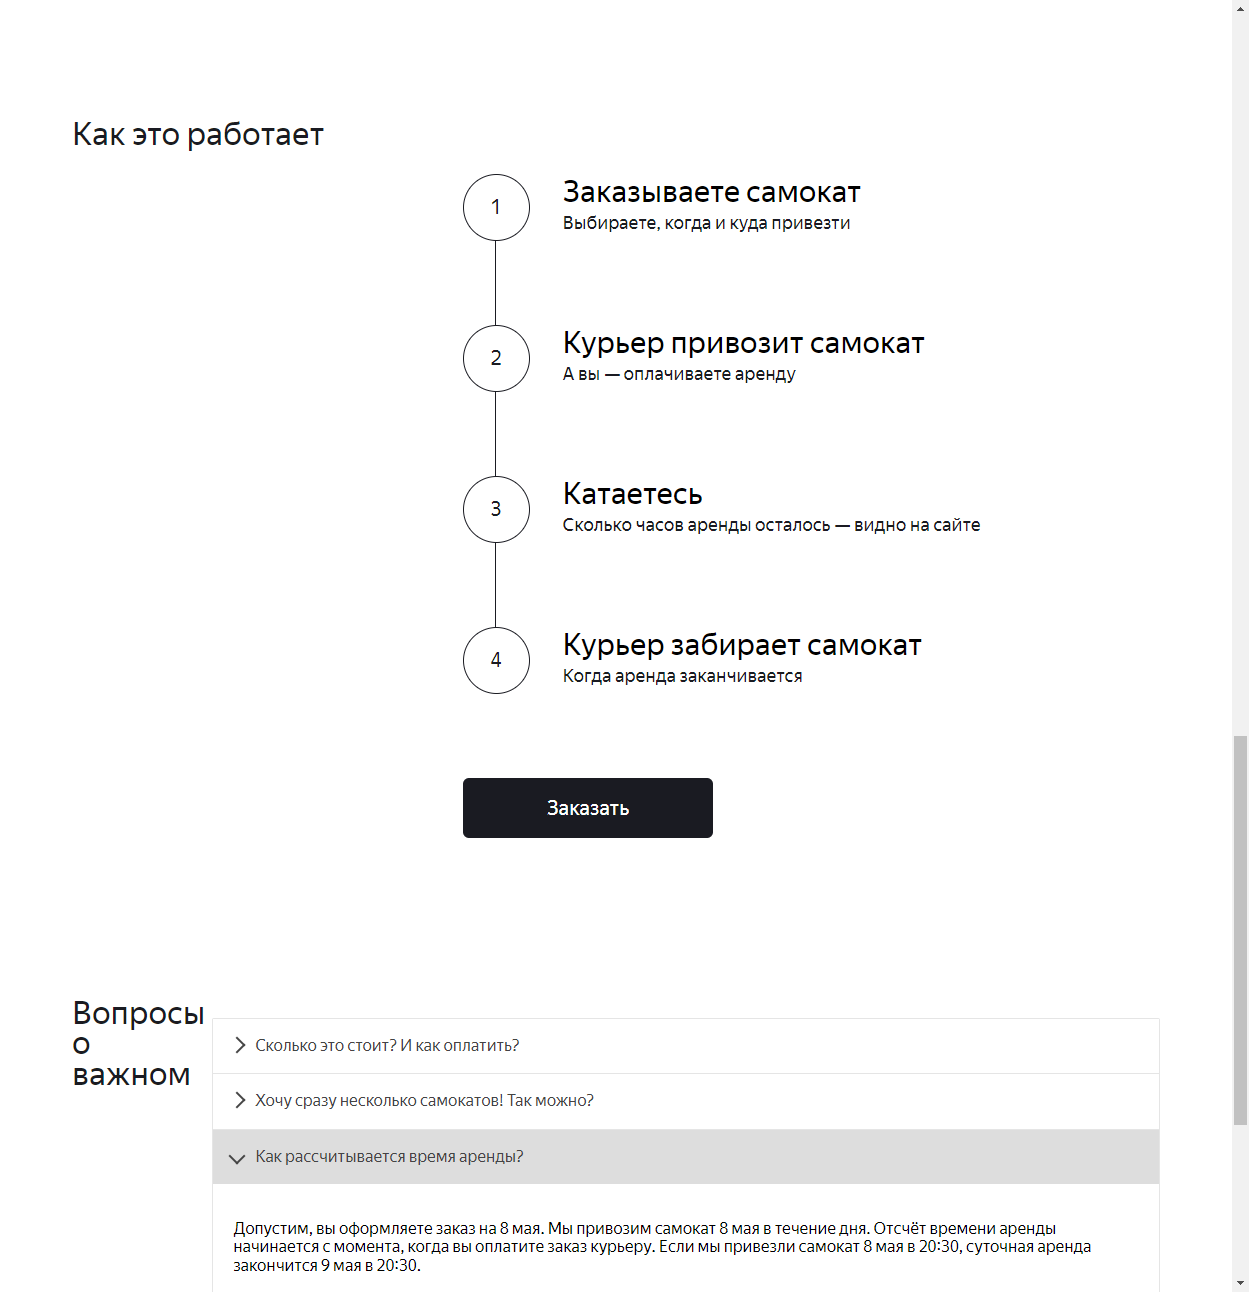 Как это работает
1
Заказываете самокат
Выбираете, когда и куда привезти
2
Курьер привозит самокат
А вы — оплачиваете аренду
3
Катаетесь
Сколько часов аренды осталось — видно на сайте
4
Курьер забирает самокат
Когда аренда заканчивается
Заказать
Вопросы
о
важном
Сколько это стоит? И как оплатить?
Хочу сразу несколько самокатов! Так можно?
Как рассчитывается время аренды?
Допустим, вы оформляете заказ на 8 мая. Мы привозим самокат 8 мая в течение дня. Отсчёт времени аренды
начинается с момента, когда вы оплатите заказ курьеру. Если мы привезли самокат 8 мая в 20:30, суточная аренда
закончится 9 мая в 20:30.